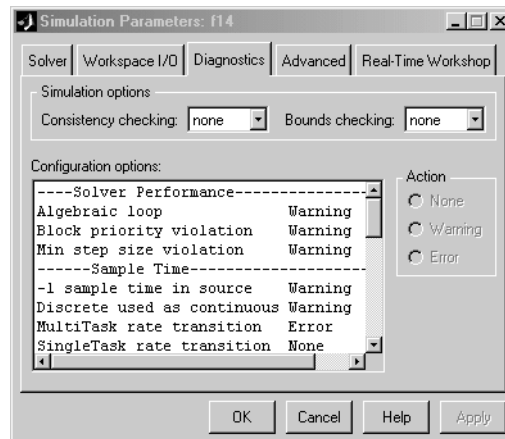 Simulation Parameters: f14
Solver Workspace I/O Diagnostics Advanced Real-Time Workshop
Simulation options
Consistency checking: none Bounds checking: none
Configuration options:
Action
----Solver Performance----------------
Algebraic loop Warning
Block priority violation Warning
Min step size violation Warning
------Sample Time---------------------
-1 sample time in source Warning
Discrete used as continuous Warning
MultiTask rate transition Error
SingleTask rate transition None
None
Warning
Error
OK Cancel Help Apply